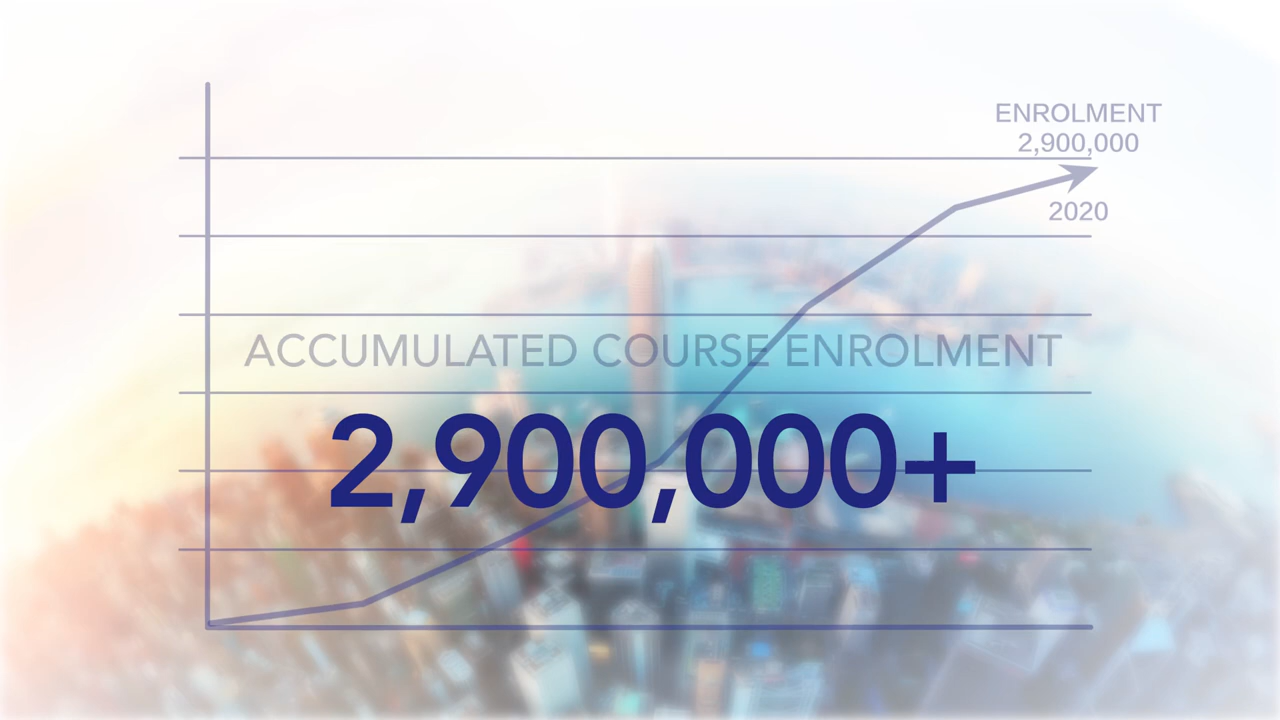 ENROLMENT
2,900,000
2020
ACCUMULATED COURSE ENROLMENT
2,900,000+